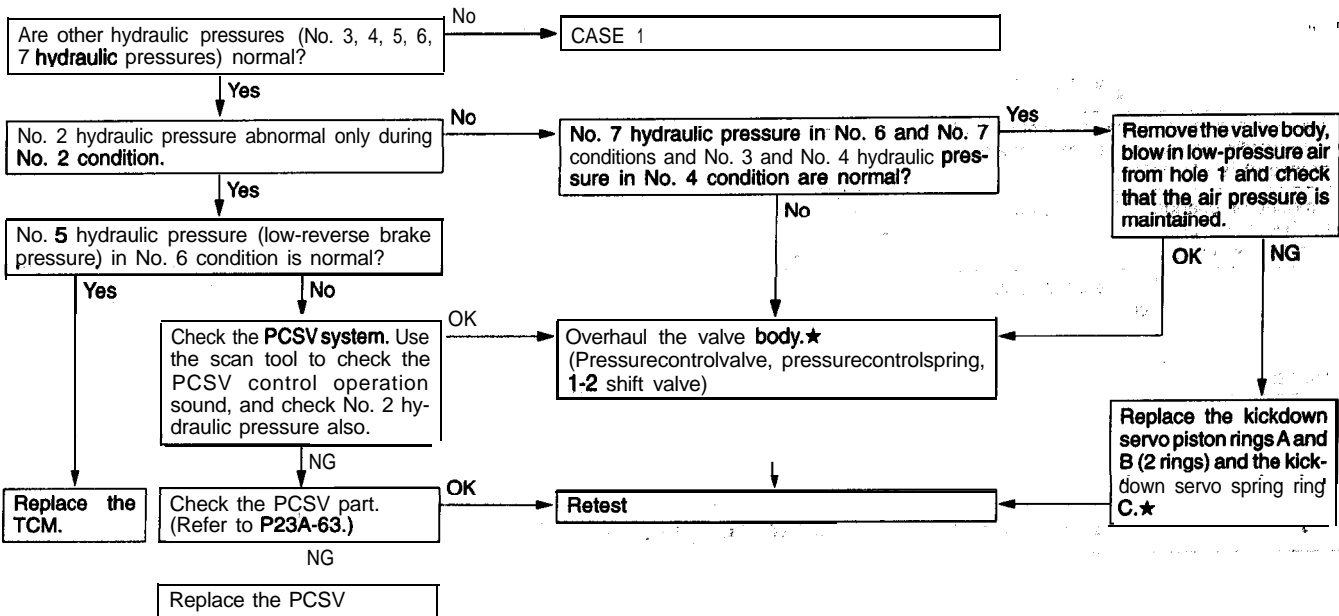 Are other hydraulic pressures (No. 3, 4, 5, 6,
7 hydraulic pressures) normal?
No
CASE 1
Yes
No. 2 hydraulic pressure abnormal only during
No. 2 condition.
No
No. 7 hydraulic pressure in No. 6 and No. 7
conditions and No. 3 and No. 4 hydraulic pres-
sure in No. 4 condition are normal?
Yes
Remove the valve body,
blow in low-pressure air
from hole 1 and check
that the air pressure is
maintained.
Yes
No
OK
NG
No. 5 hydraulic pressure (low-reverse brake
pressure) in No. 6 condition is normal?
Yes
No
Check the PCSV system. Use
the scan tool to check the
PCSV control operation
sound, and check No. 2 hy-
draulic pressure also.
OK
Overhaul the valve body.★
(Pressurecontrolvalve, pressurecontrolspring,
1-2 shift valve)
NG
Replace the kickdown
servo piston rings A and
B (2 rings) and the kick-
down servo spring ring
C.★
Replace the
TCM.
Check the PCSV part.
(Refer to P23A-63.)
OK
Retest
NG
Replace the PCSV